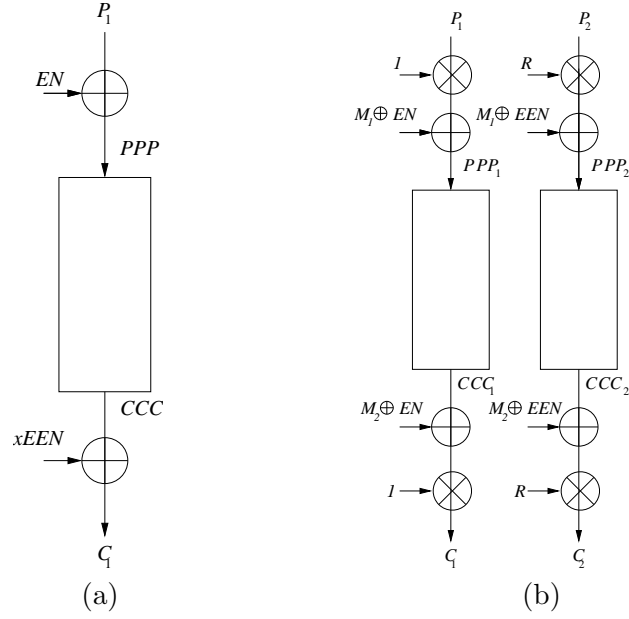 P₁
EN
PPP
CCC
xEEN
C₁
(a)
P₁ P₂
1 R
M₁⊕ EN M₁⊕ EEN
PPP₁ PPP₂
CCC₁ CCC₂
M₂⊕ EN M₂⊕ EEN
1 R
C₁ C₂
(b)